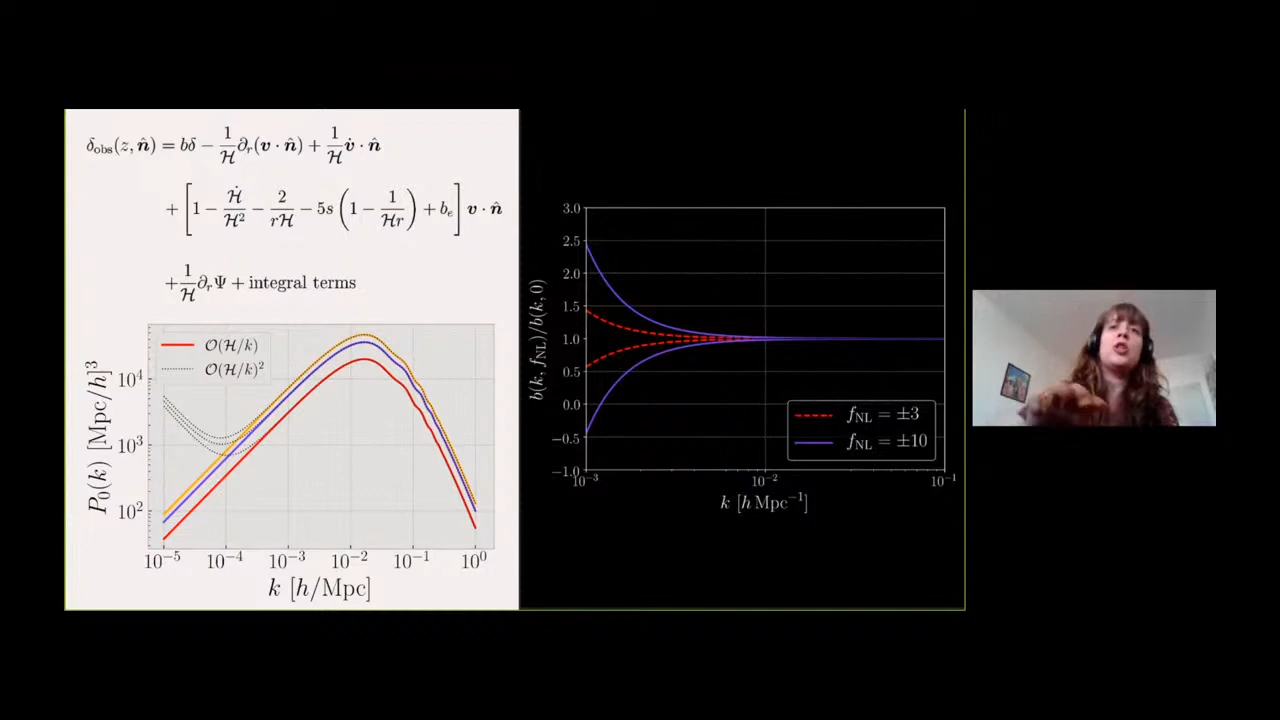 δ_obs(z, n̂) = bδ − 1/ℋ ∂_r(v · n̂) + 1/ℋ v̇ · n̂
+ [1 − ℋ̇/ℋ² − 2/rℋ − 5s (1 − 1/ℋr) + b_e] v · n̂
+ 1/ℋ ∂_r Ψ + integral terms
𝒪(ℋ/k)
𝒪(ℋ/k)²
P₀(k) [Mpc/h]³
10⁴
10³
10²
10⁻⁵ 10⁻⁴ 10⁻³ 10⁻² 10⁻¹ 10⁰
k [h/Mpc]
b(k, f_NL)/b(k, 0)
3.0
2.5
2.0
1.5
1.0
0.5
0.0
−0.5
−1.0
f_NL = ±3
f_NL = ±10
10⁻³ 10⁻² 10⁻¹
k [h Mpc⁻¹]